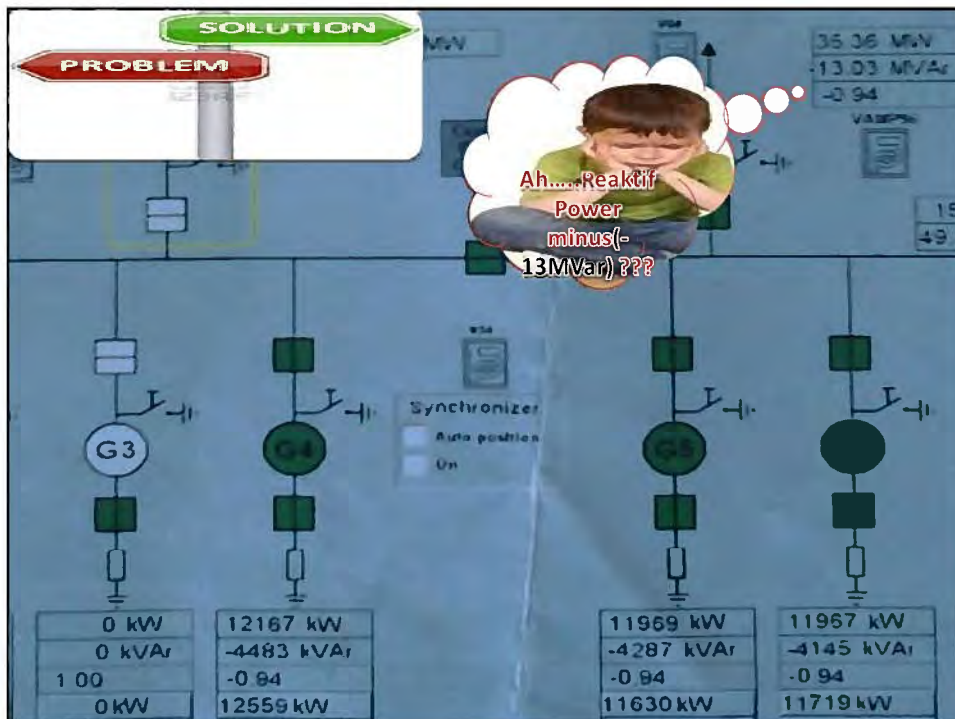 SOLUTION
PROBLEM
35.36 MW
-13.03 MVAr
-0.94
Ah.....Reaktif
Power
minus(-
13MVar) ???
15
49.
G3
G4
G5
Synchronizer
Auto position
On
0 kW
0 kVAr
1.00
0 kW
12167 kW
-4483 kVAr
-0.94
12559 kW
11969 kW
-4287 kVAr
-0.94
11630 kW
11967 kW
-4145 kVAr
-0.94
11719 kW